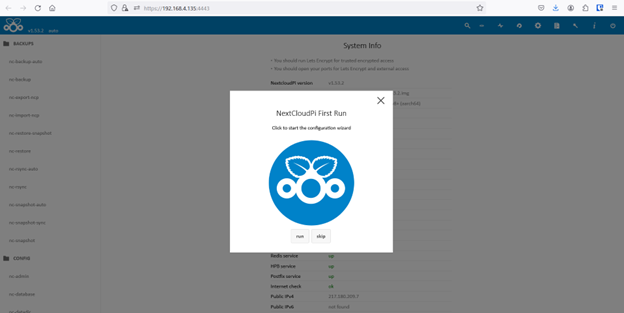 https://192.168.4.135:4443
v1.55.2 auto
BACKUPS
System Info
nc-backup-auto
nc-backup
nc-export-ncp
nc-import-ncp
nc-restore-snapshot
nc-restore
nc-rsync-auto
nc-rsync
nc-snapshot-auto
nc-snapshot-sync
nc-snapshot
CONFIG
nc-admin
nc-database
You should run Lets Encrypt for trusted encrypted access
You should open your ports for Lets Encrypt and external access
NextCloudPi version
v1.55.2
NextCloudPi First Run
Click to start the configuration wizard
run
skip
Redis service
up
HPB service
up
Postfix service
up
Internet check
ok
Public IPv4
Public IPv6
not found